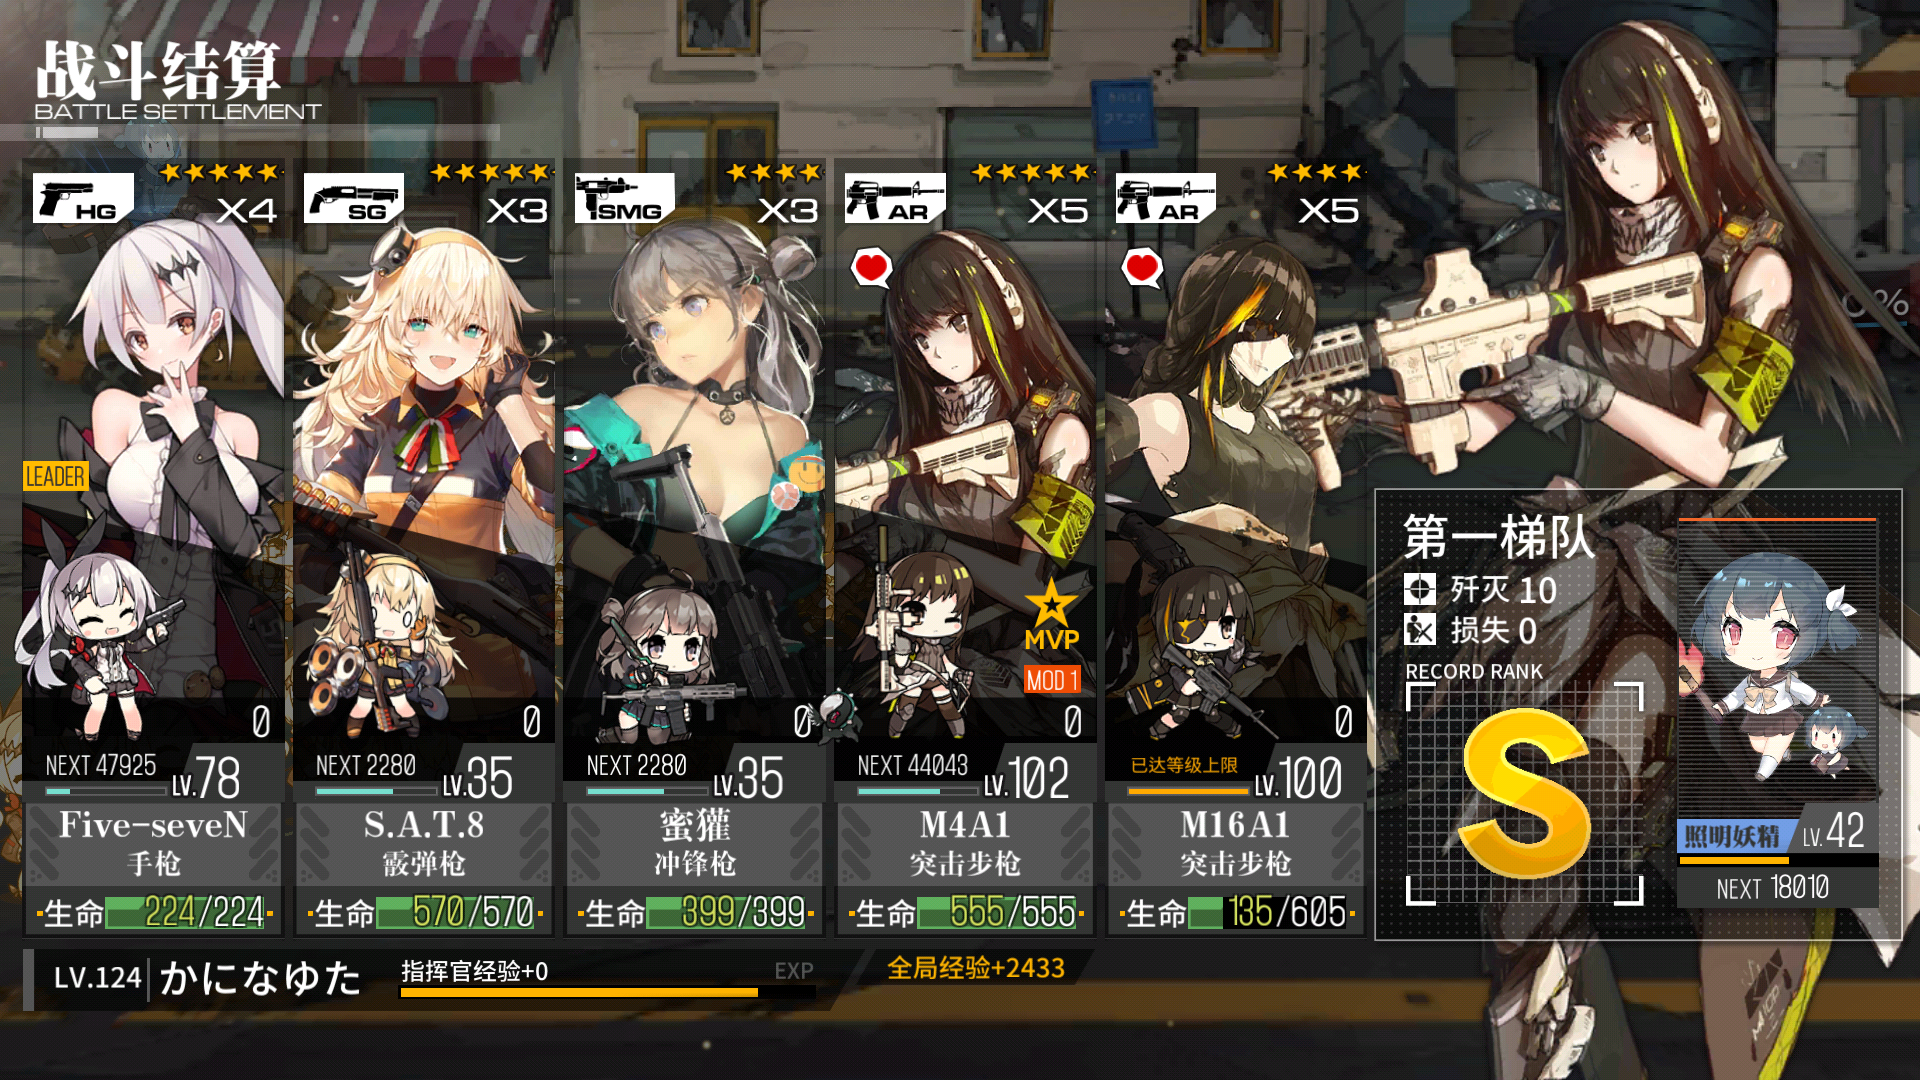 战斗结算
BATTLE SETTLEMENT
HG
X4
LEADER
0
NEXT 47925
LV.78
Five-seveN
手枪
生命 224/224
SG
X3
0
NEXT 2280
LV.35
S.A.T.8
霰弹枪
生命 570/570
SMG
X3
0
NEXT 2280
LV.35
蜜獾
冲锋枪
生命 399/399
AR
X5
MVP
MOD 1
0
NEXT 44043
LV.102
M4A1
突击步枪
生命 555/555
AR
X5
0
已达等级上限
LV.100
M16A1
突击步枪
生命 135/605
第一梯队
歼灭 10
损失 0
RECORD RANK
S
照明妖精
LV.42
NEXT 18010
LV.124
かになゆた
指挥官经验+0
EXP
全局经验+2433